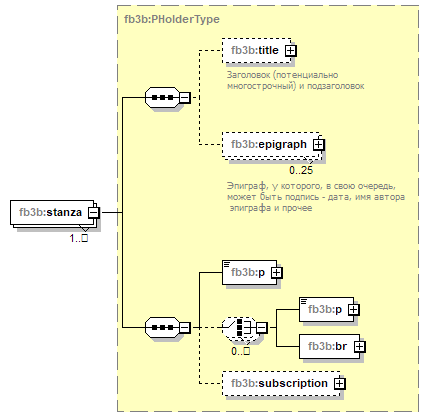 fb3b:PHolderType
fb3b:title
Заголовок (потенциально
многострочный) и подзаголовок
fb3b:epigraph
0..25
Эпиграф, у которого, в свою очередь,
может быть подпись - дата, имя автора
эпиграфа и прочее
fb3b:stanza
1..□
fb3b:p
fb3b:p
0..□
fb3b:br
fb3b:subscription